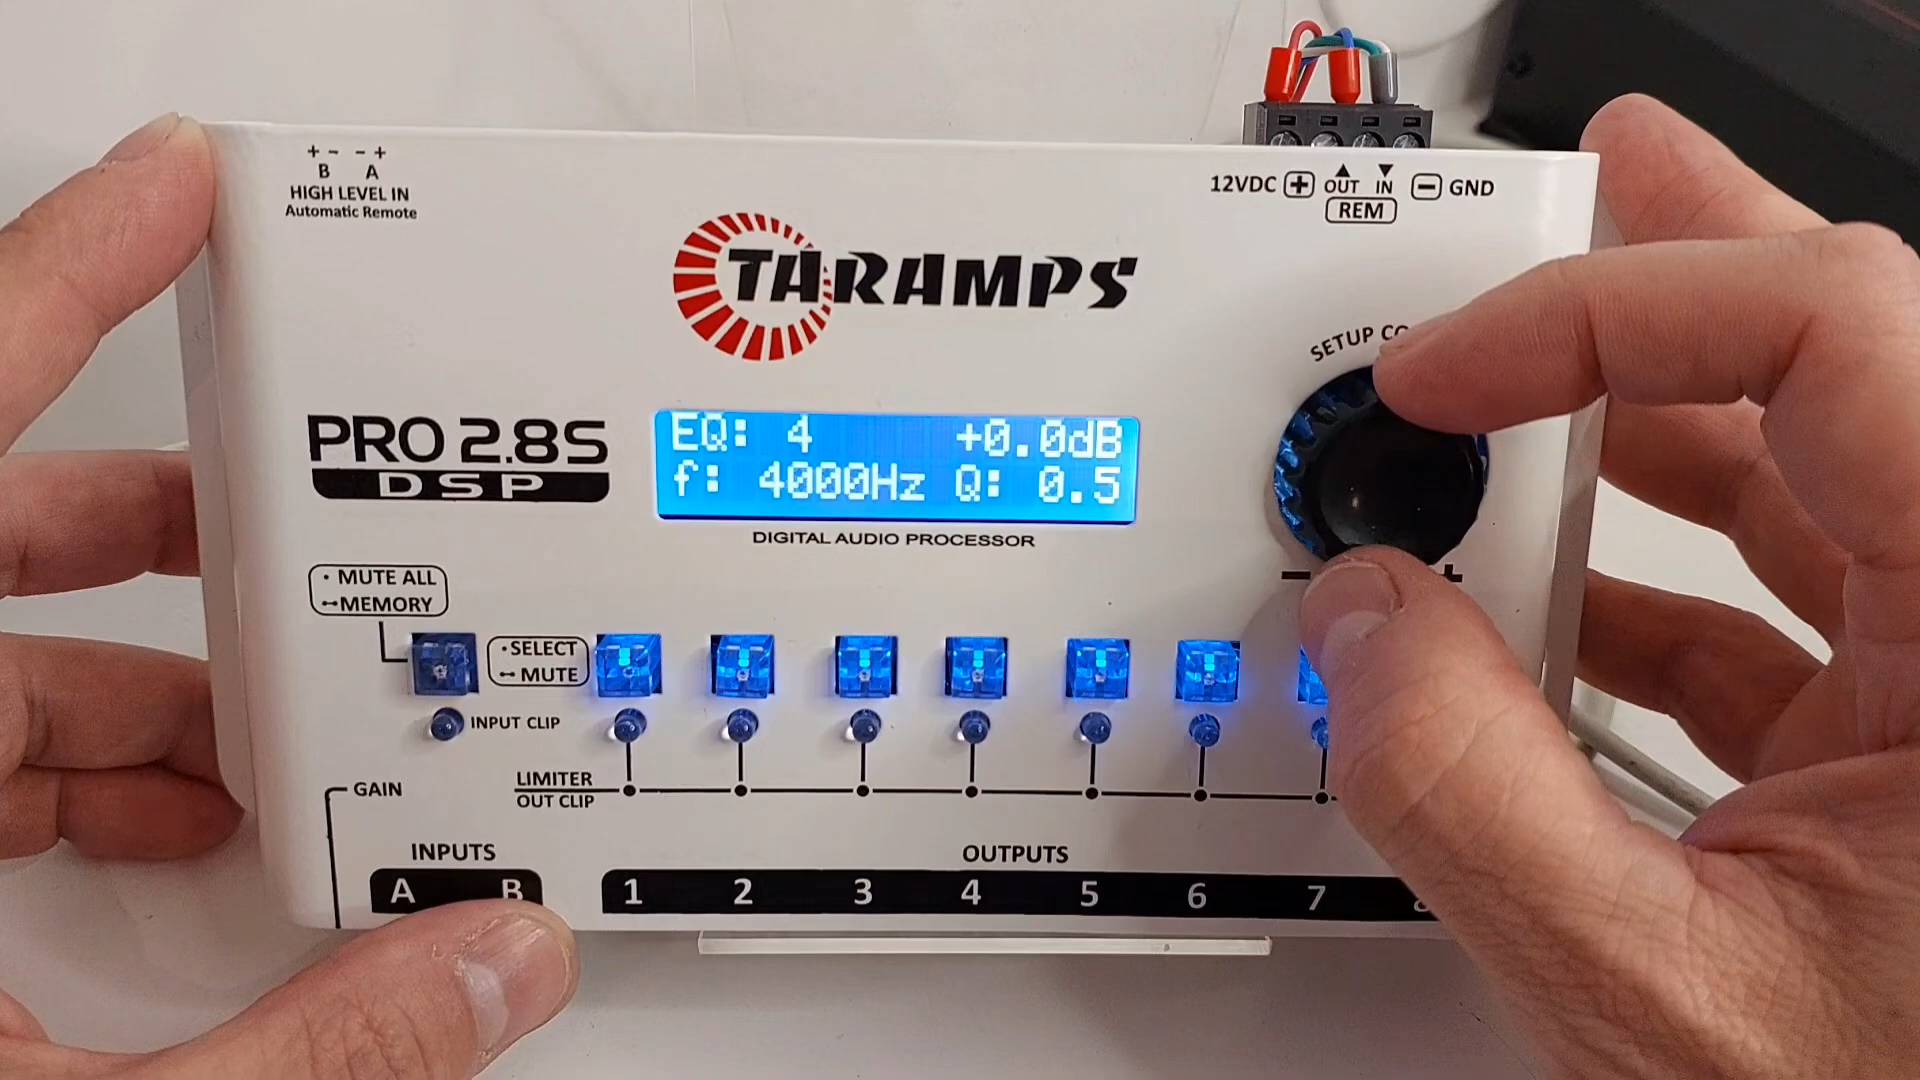 + - - +
B A
HIGH LEVEL IN
Automatic Remote
12VDC + OUT IN - GND
REM
TARAMPS
SETUP
PRO 2.8S
DSP
EQ: 4 +0.0dB
f: 4000Hz Q: 0.5
DIGITAL AUDIO PROCESSOR
- +
• MUTE ALL
MEMORY
• SELECT
MUTE
INPUT CLIP
LIMITER
OUT CLIP
GAIN
INPUTS
A B
OUTPUTS
1 2 3 4 5 6 7